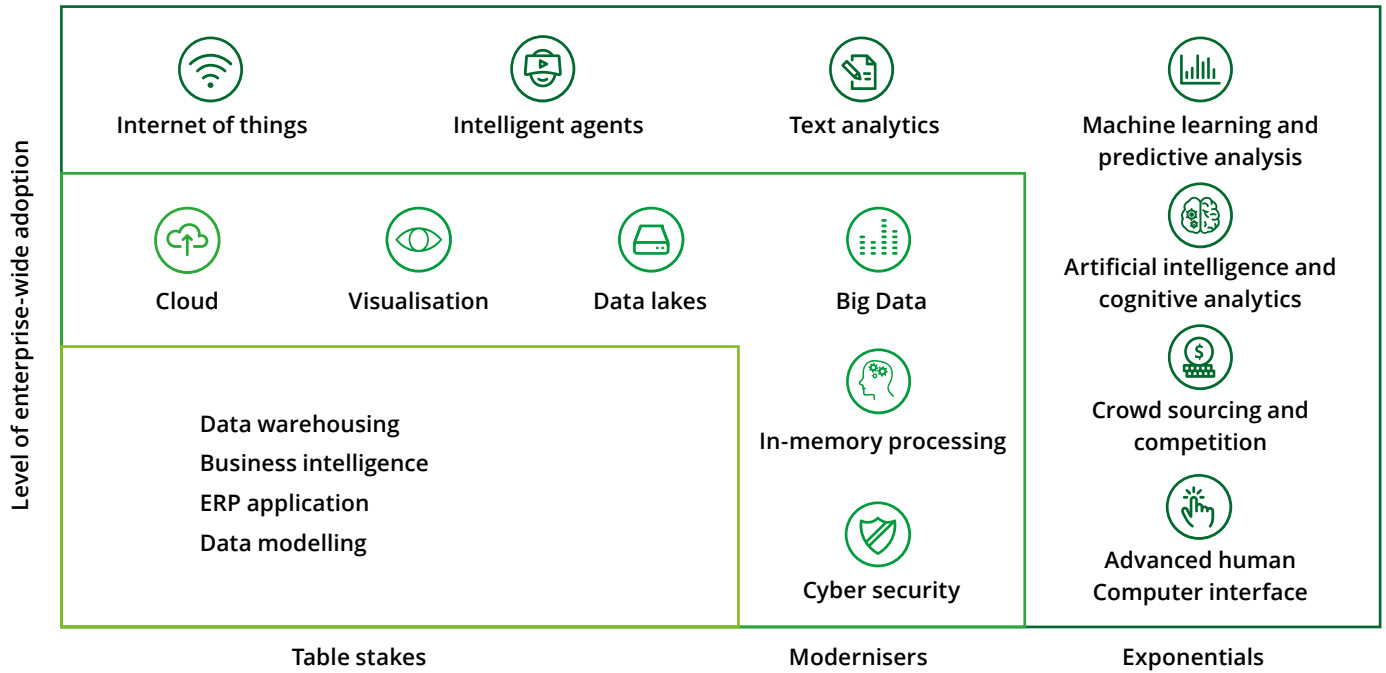 Level of enterprise-wide adoption
Internet of things
Intelligent agents
Text analytics
Machine learning and
predictive analysis
Cloud
Visualisation
Data lakes
Big Data
Artificial intelligence and
cognitive analytics
Data warehousing
Business intelligence
ERP application
Data modelling
In-memory processing
Cyber security
$
Crowd sourcing and
competition
Advanced human
Computer interface
Table stakes
Modernisers
Exponentials